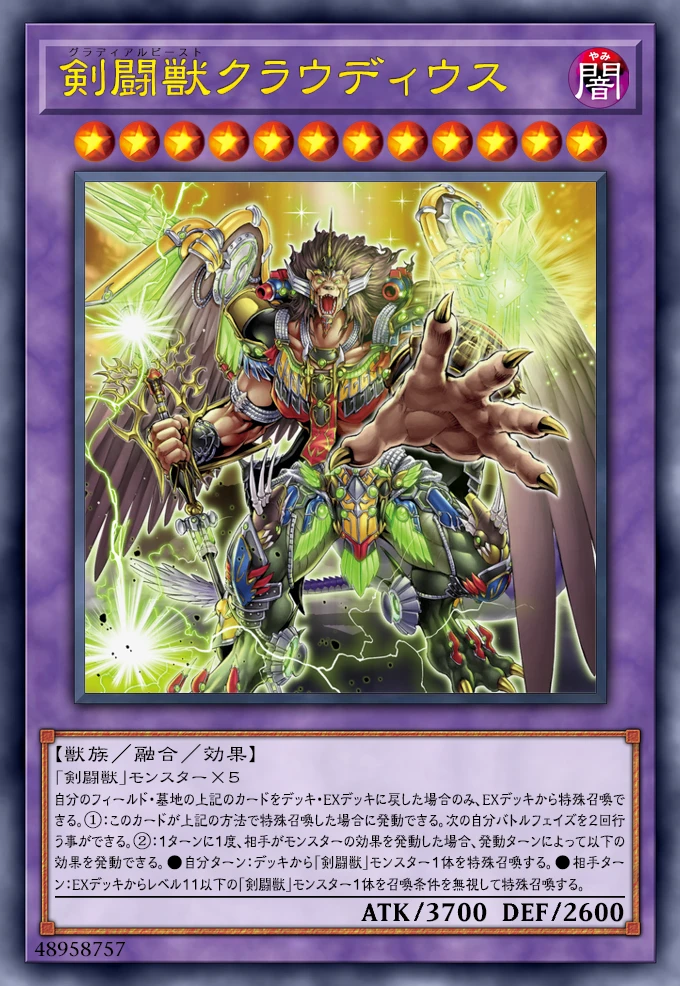 グラディアルビースト
剣闘獣クラウディウス
やみ
闇
【獣族／融合／効果】
「剣闘獣」モンスター×５
自分のフィールド・墓地の上記のカードをデッキ・EXデッキに戻した場合のみ、EXデッキから特殊召喚で
きる。①：このカードが上記の方法で特殊召喚した場合に発動できる。次の自分バトルフェイズを２回行
う事ができる。②：1ターンに1度、相手がモンスターの効果を発動した場合、発動ターンによって以下の
効果を発動できる。●自分ターン：デッキから「剣闘獣」モンスター1体を特殊召喚する。●相手ター
ン：EXデッキからレベル11以下の「剣闘獣」モンスター1体を召喚条件を無視して特殊召喚する。
ATK/3700 DEF/2600
48958757